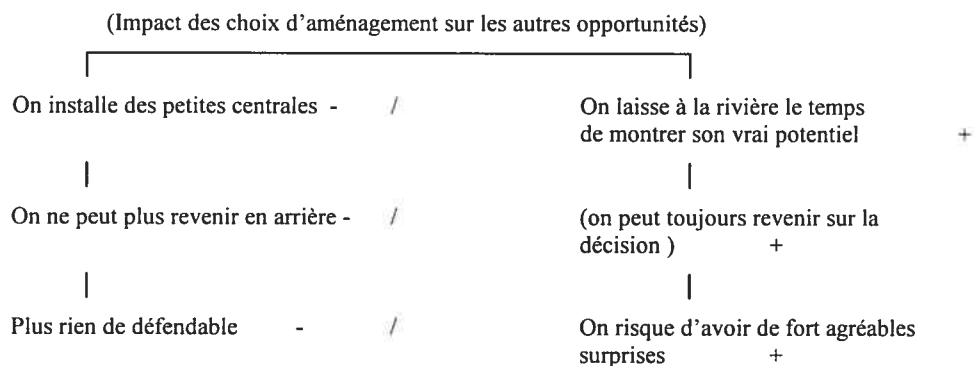 (Impact des choix d'aménagement sur les autres opportunités)
On installe des petites centrales - /
On laisse à la rivière le temps
de montrer son vrai potentiel +
On ne peut plus revenir en arrière - /
(on peut toujours revenir sur la
décision ) +
Plus rien de défendable - /
On risque d'avoir de fort agréables
surprises +